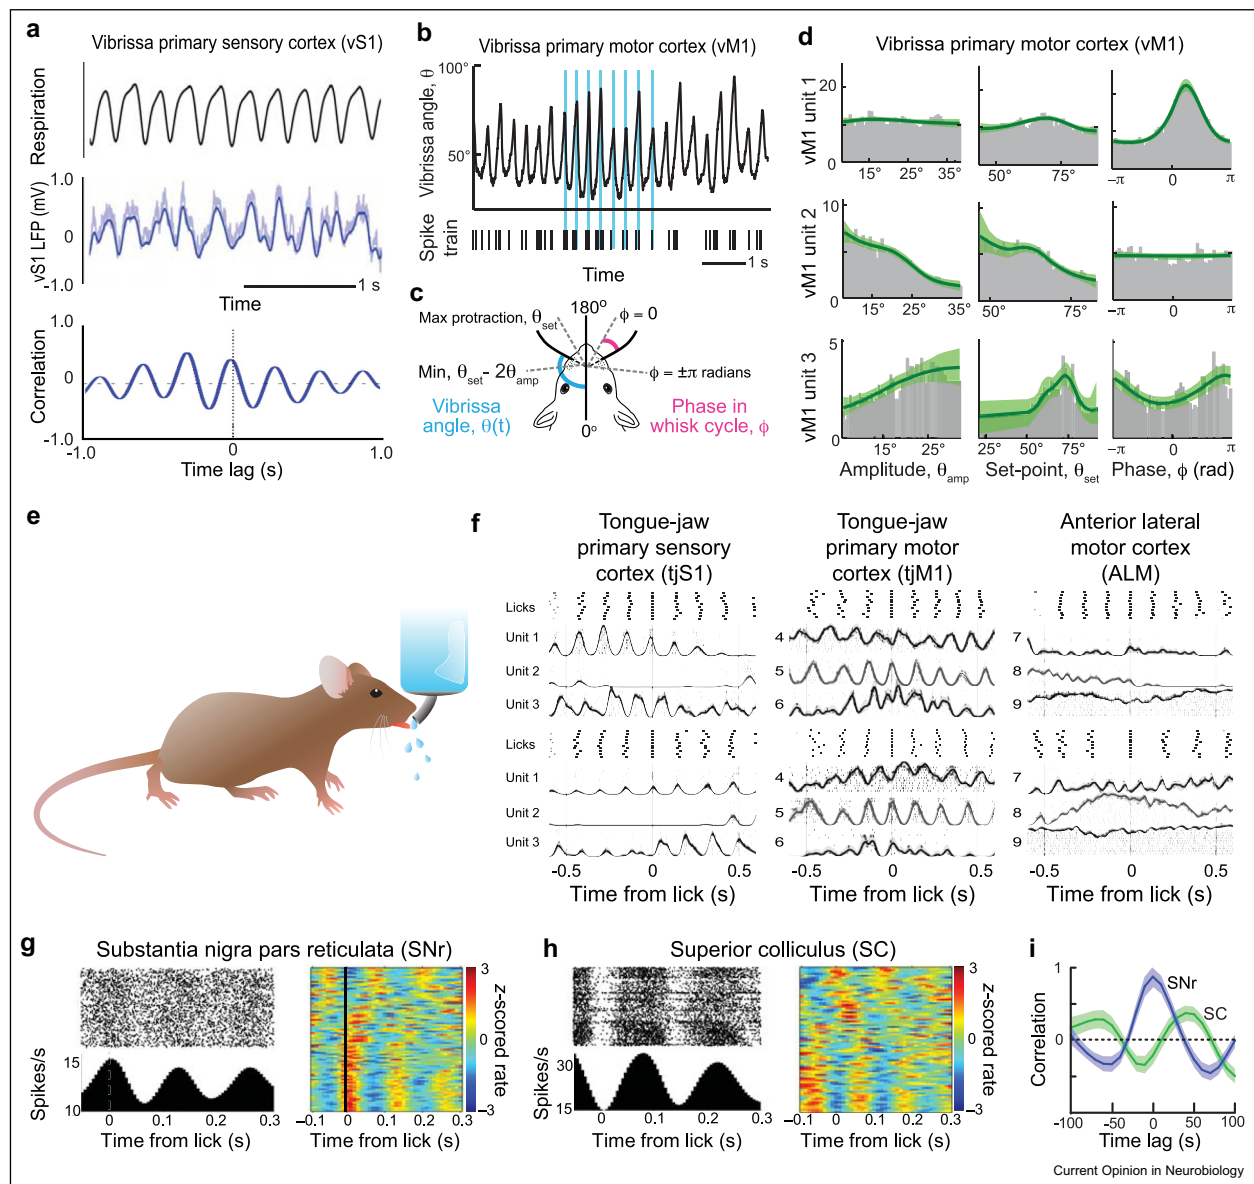 a
Vibrissa primary sensory cortex (vS1)
Respiration
vS1 LFP (mV)
1.0
0
-1.0
Time
1 s
Correlation
1.0
0
-1.0
-1.0
0
1.0
Time lag (s)
b
Vibrissa primary motor cortex (vM1)
Vibrissa angle, θ
100°
50°
Spike
train
Time
1 s
c
180°
Max protraction, θset
ϕ = 0
Min, θset- 2θamp
ϕ = ±π radians
Vibrissa
angle, θ(t)
Phase in
whisk cycle, ϕ
0°
d
Vibrissa primary motor cortex (vM1)
vM1 unit 1
20
0
15° 25° 35°
50° 75°
−π 0 π
vM1 unit 2
10
0
15° 25° 35°
50° 75°
−π 0 π
vM1 unit 3
5
0
15° 25°
25° 50° 75°
−π 0 π
Amplitude, θamp
Set-point, θset
Phase, ϕ (rad)
e
f
Tongue-jaw
primary sensory
cortex (tjS1)
Tongue-jaw
primary motor
cortex (tjM1)
Anterior lateral
motor cortex
(ALM)
Licks
Unit 1 4 7
Unit 2 5 8
Unit 3 6 9
Licks
Unit 1 4 7
Unit 2 5 8
Unit 3 6 9
-0.5 0 0.5
-0.5 0 0.5
-0.5 0 0.5
Time from lick (s)
Time from lick (s)
Time from lick (s)
g
Substantia nigra pars reticulata (SNr)
Spikes/s
15
10
0 0.1 0.2 0.3
Time from lick (s)
−0.1 0 0.1 0.2 0.3
Time from lick (s)
3
0
−3
z-scored rate
h
Superior colliculus (SC)
Spikes/s
30
15
0 0.1 0.2 0.3
Time from lick (s)
−0.1 0 0.1 0.2 0.3
Time from lick (s)
3
0
−3
z-scored rate
i
Correlation
1
0
SNr
SC
-100 -50 0 50 100
Time lag (s)
Current Opinion in Neurobiology